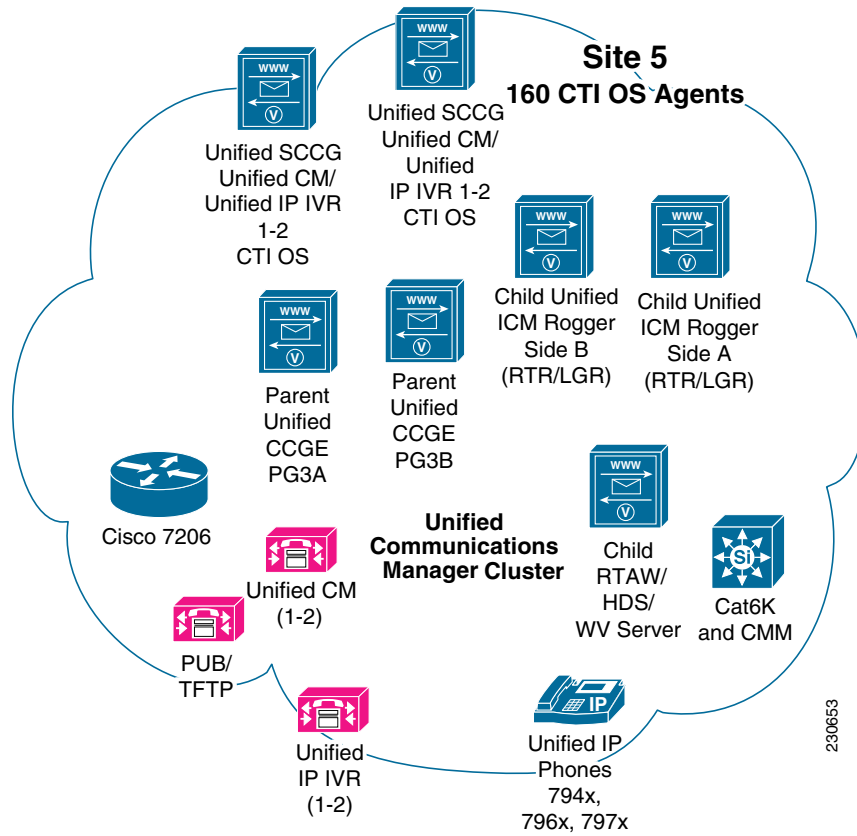 Site 5
160 CTI OS Agents
WWW
V
Unified SCCG
Unified CM/
Unified IP IVR
1-2
CTI OS
WWW
V
Unified SCCG
Unified CM/
Unified
IP IVR 1-2
CTI OS
WWW
V
Child Unified
ICM Rogger
Side B
(RTR/LGR)
WWW
V
Child Unified
ICM Rogger
Side A
(RTR/LGR)
WWW
V
Parent
Unified
CCGE
PG3A
WWW
V
Parent
Unified
CCGE
PG3B
Cisco 7206
Unified
Communications
Manager Cluster
WWW
V
Child
RTAW/
HDS/
WV Server
Si
Cat6K
and CMM
Unified CM
(1-2)
PUB/
TFTP
Unified
IP IVR
(1-2)
IP
Unified IP
Phones
794x,
796x, 797x
230653